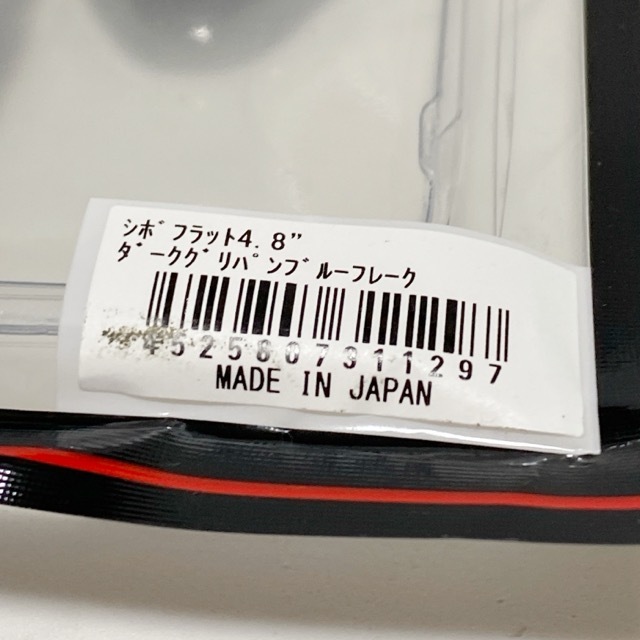 ｼﾎﾞﾌﾗｯﾄ4.8”
ﾀﾞｰｸｸﾞﾘﾊﾟﾝﾌﾞﾙｰﾌﾚｰｸ
4525807911297
MADE IN JAPAN